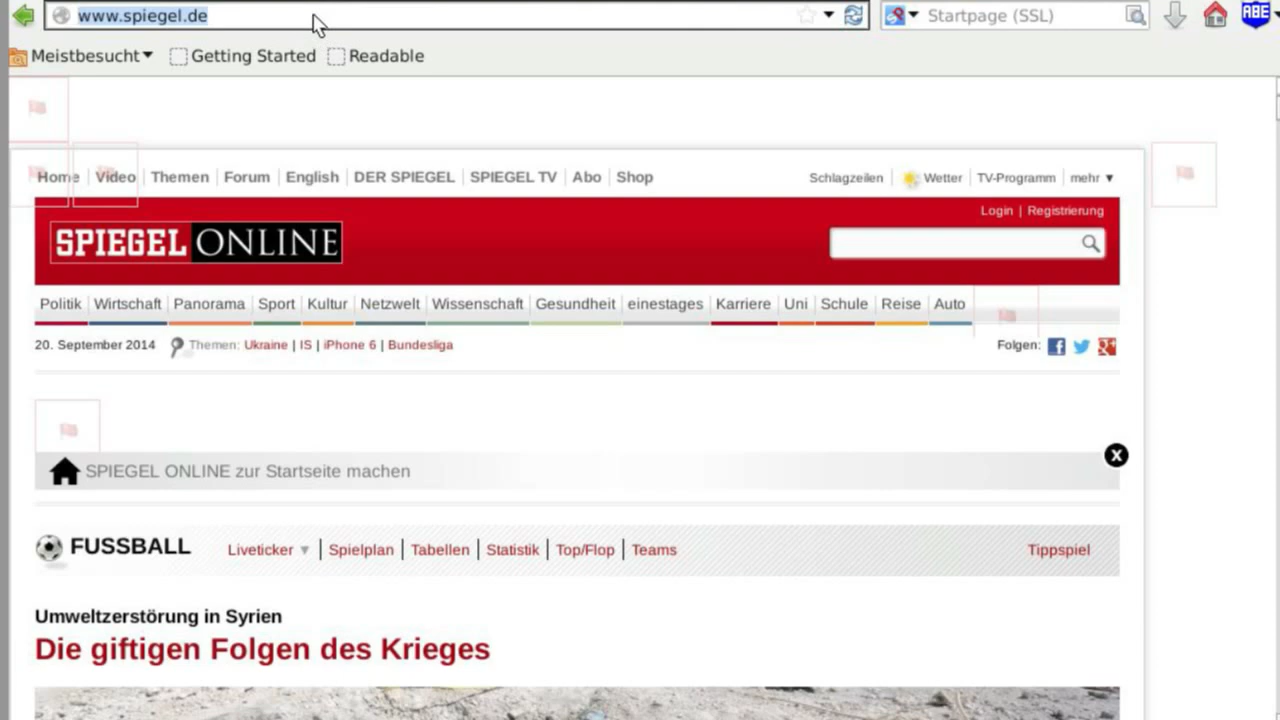 www.spiegel.de Startpage (SSL) ABE
Meistbesucht Getting Started Readable
Home Video Themen Forum English DER SPIEGEL SPIEGEL TV Abo Shop Schlagzeilen Wetter TV-Programm mehr
Login | Registrierung
SPIEGEL ONLINE
Politik Wirtschaft Panorama Sport Kultur Netzwelt Wissenschaft Gesundheit einestages Karriere Uni Schule Reise Auto
20. September 2014 Themen: Ukraine | IS | iPhone 6 | Bundesliga Folgen:
SPIEGEL ONLINE zur Startseite machen X
FUSSBALL Liveticker Spielplan Tabellen Statistik Top/Flop Teams Tippspiel
Umweltzerstörung in Syrien
Die giftigen Folgen des Krieges